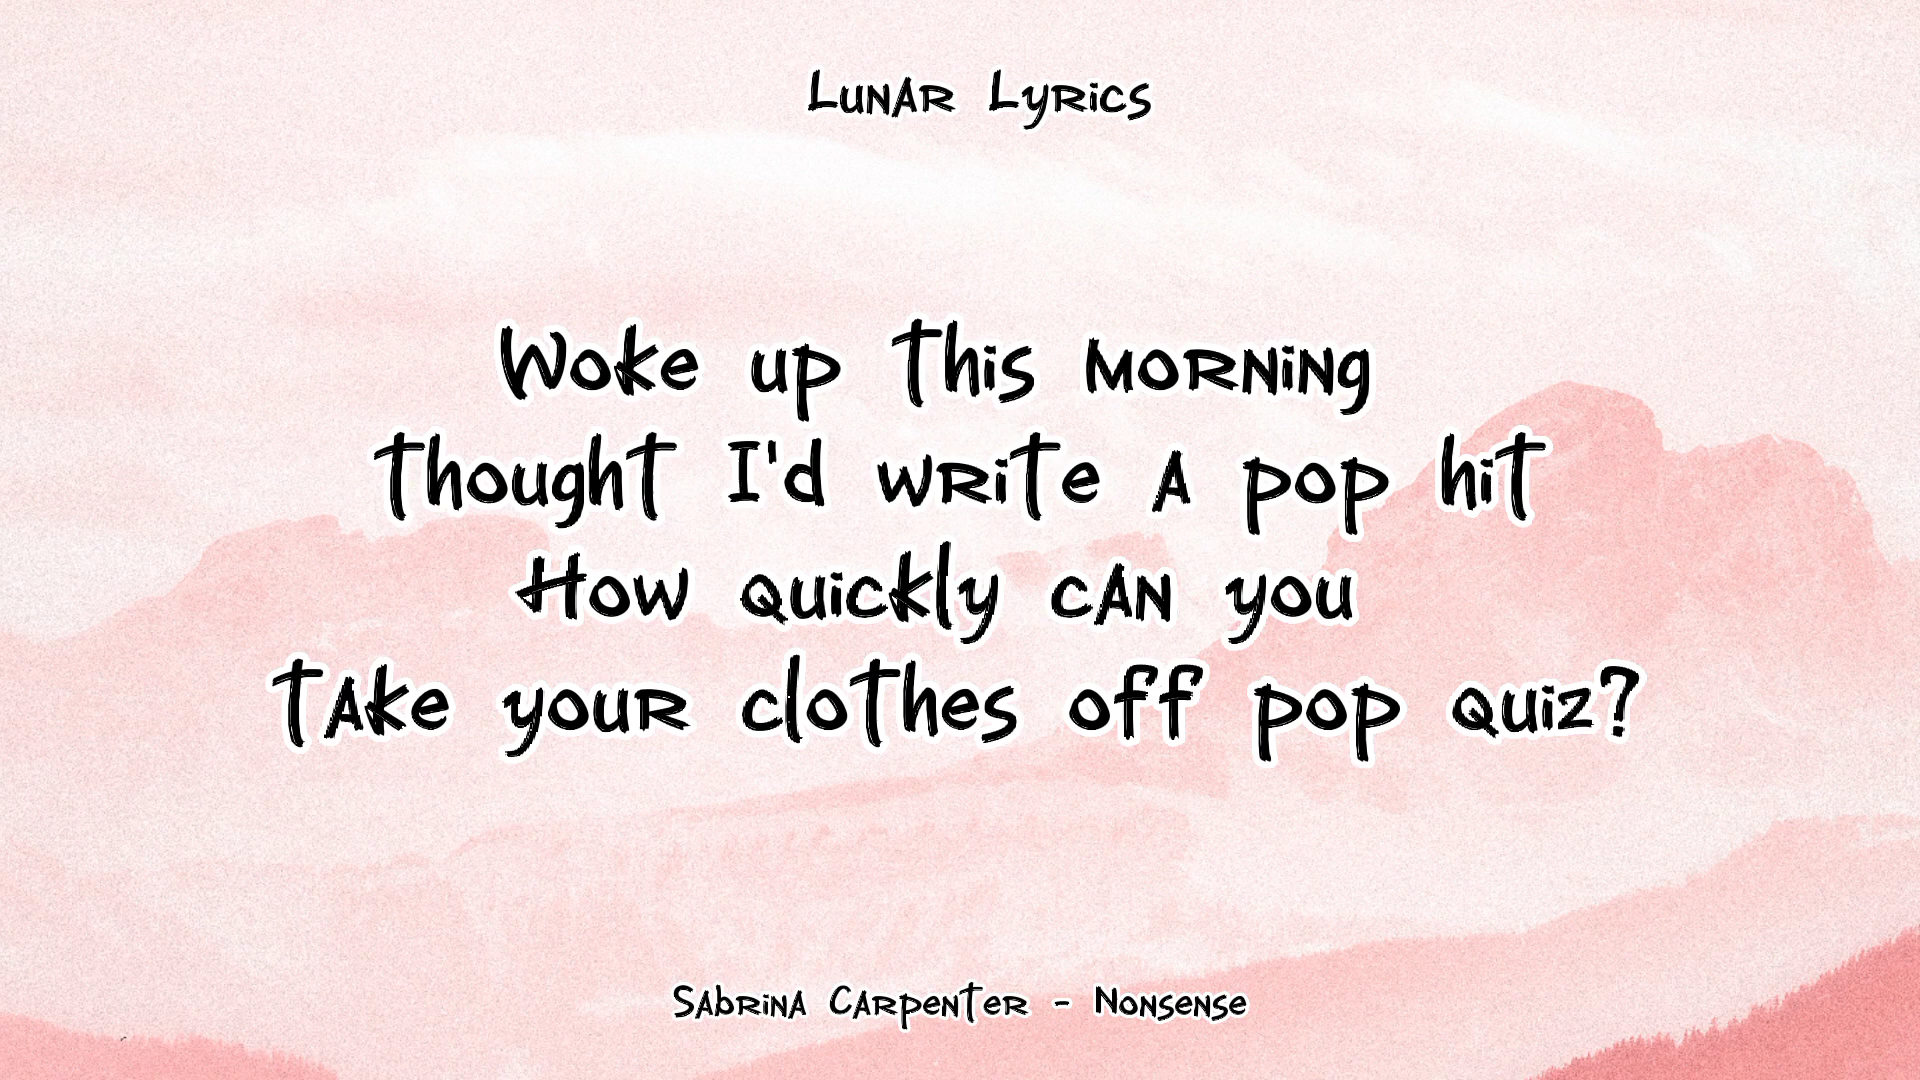 Lunar Lyrics
Woke up this morning
thought I'd write a pop hit
How quickly can you
take your clothes off pop quiz?
Sabrina Carpenter - Nonsense